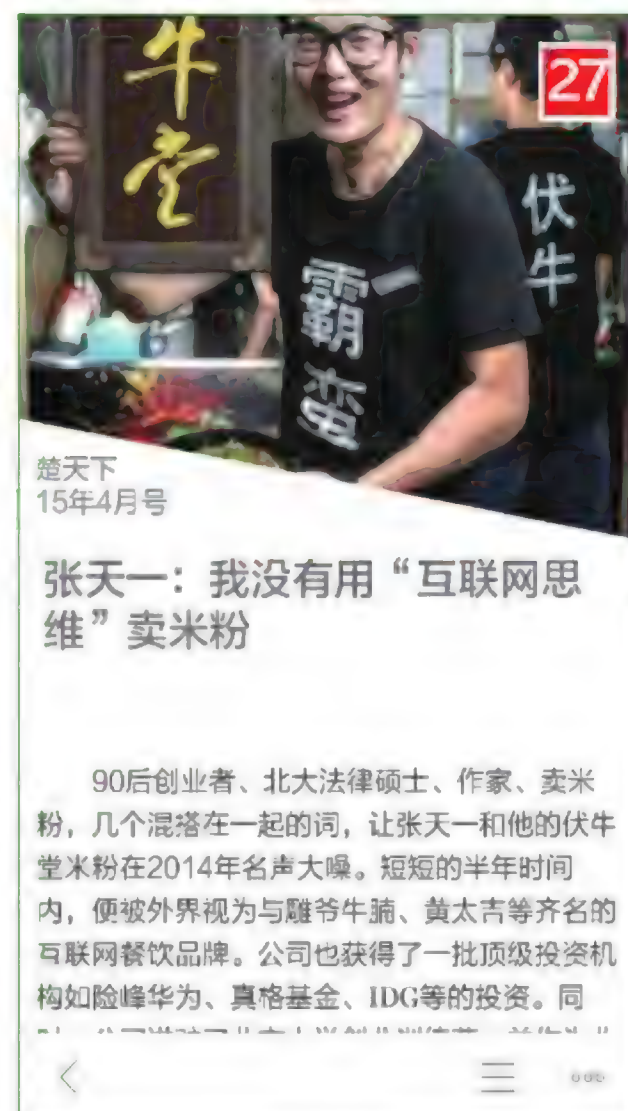 牛堂
27
伏牛
霸蛮
楚天下
15年4月号
张天一：我没有用“互联网思
维”卖米粉
90后创业者、北大法律硕士、作家、卖米
粉，几个混搭在一起的词，让张天一和他的伏牛
堂米粉在2014年名声大噪。短短的半年时间
内，便被外界视为与雕爷牛腩、黄太吉等齐名的
互联网餐饮品牌。公司也获得了一批顶级投资机
构如险峰华为、真格基金、IDG等的投资。同